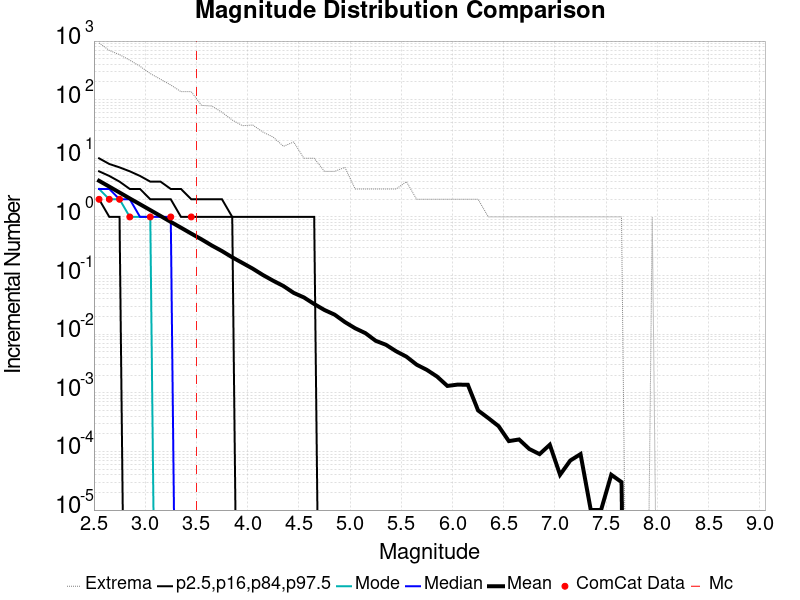 Magnitude Distribution Comparison
10^3
10^2
10^1
10^0
10^-1
10^-2
10^-3
10^-4
10^-5
Incremental Number
2.5 3.0 3.5 4.0 4.5 5.0 5.5 6.0 6.5 7.0 7.5 8.0 8.5 9.0
Magnitude
Extrema p2.5,p16,p84,p97.5 Mode Median Mean ComCat Data Mc